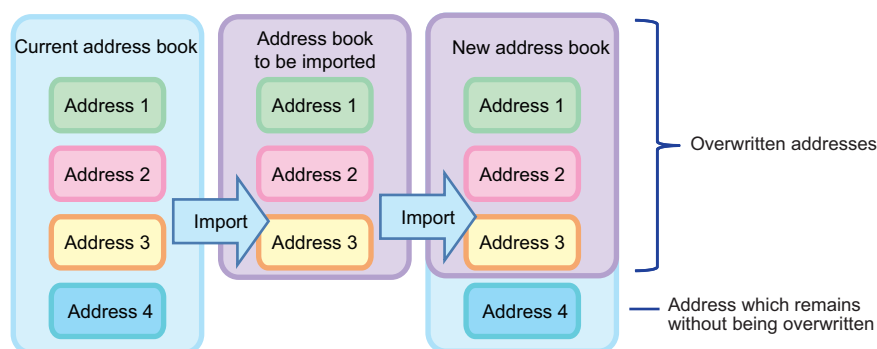 Current address book
Address 1
Address 2
Address 3
Address 4
Import
Address book
to be imported
Address 1
Address 2
Address 3
Import
New address book
Address 1
Address 2
Address 3
Address 4
Overwritten addresses
Address which remains
without being overwritten